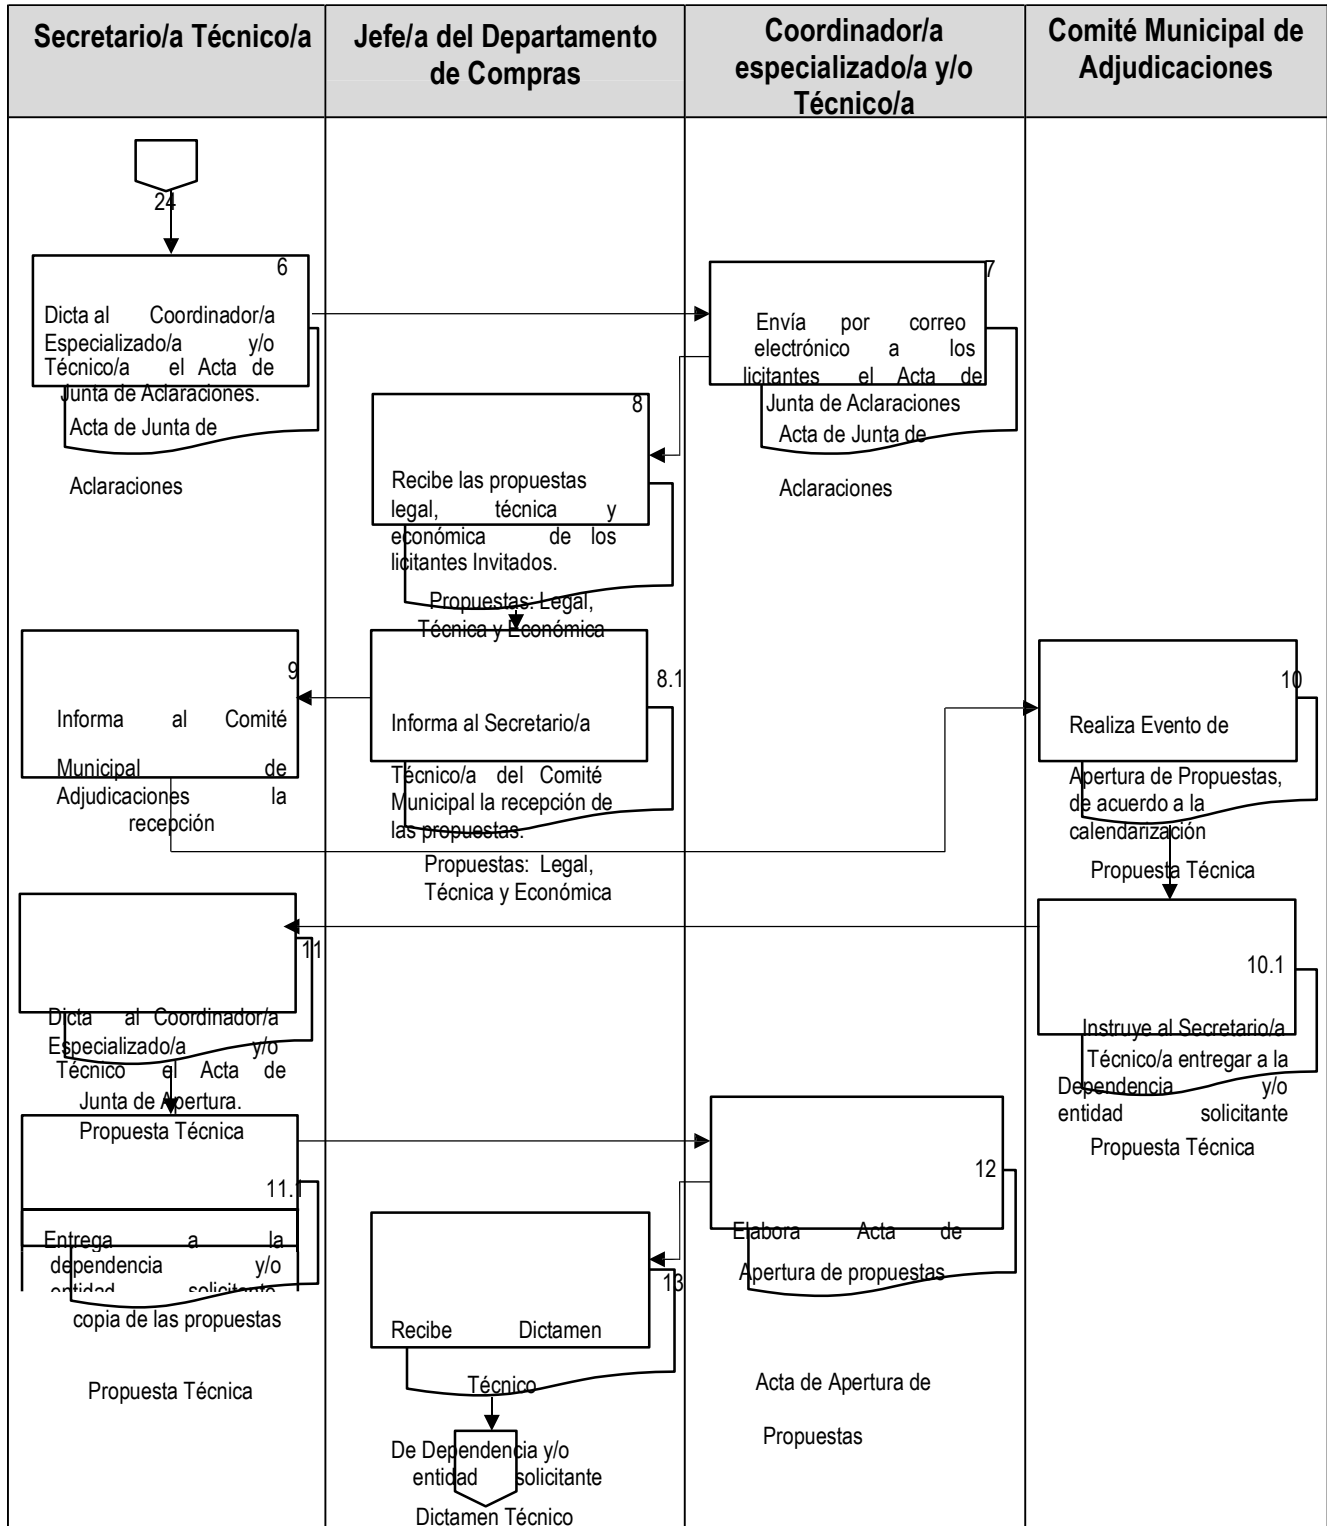 Secretario/a Técnico/a
Jefe/a del Departamento
de Compras
Coordinador/a
especializado/a y/o
Técnico/a
Comité Municipal de
Adjudicaciones
24
6
Dicta al Coordinador/a
Especializado/a y/o
Técnico/a el Acta de
Junta de Aclaraciones.
Acta de Junta de
Aclaraciones
7
Envía por correo
electrónico a los
licitantes el Acta de
Junta de Aclaraciones
Acta de Junta de
Aclaraciones
8
Recibe las propuestas
legal, técnica y
económica de los
licitantes Invitados.
Propuestas: Legal,
Técnica y Económica
8.1
Informa al Secretario/a
Técnico/a del Comité
Municipal la recepción de
las propuestas.
Propuestas: Legal,
Técnica y Económica
9
Informa al Comité
Municipal de
Adjudicaciones la
recepción
10
Realiza Evento de
Apertura de Propuestas,
de acuerdo a la
calendarización
Propuesta Técnica
10.1
Instruye al Secretario/a
Técnico/a entregar a la
Dependencia y/o
entidad solicitante
Propuesta Técnica
11
Dicta al Coordinador/a
Especializado/a y/o
Técnico el Acta de
Junta de Apertura.
Propuesta Técnica
11.1
Entrega a la
dependencia y/o
entidad solicitante
copia de las propuestas
Propuesta Técnica
12
Elabora Acta de
Apertura de propuestas
Acta de Apertura de
Propuestas
13
Recibe Dictamen
Técnico
De Dependencia y/o
entidad solicitante
Dictamen Técnico